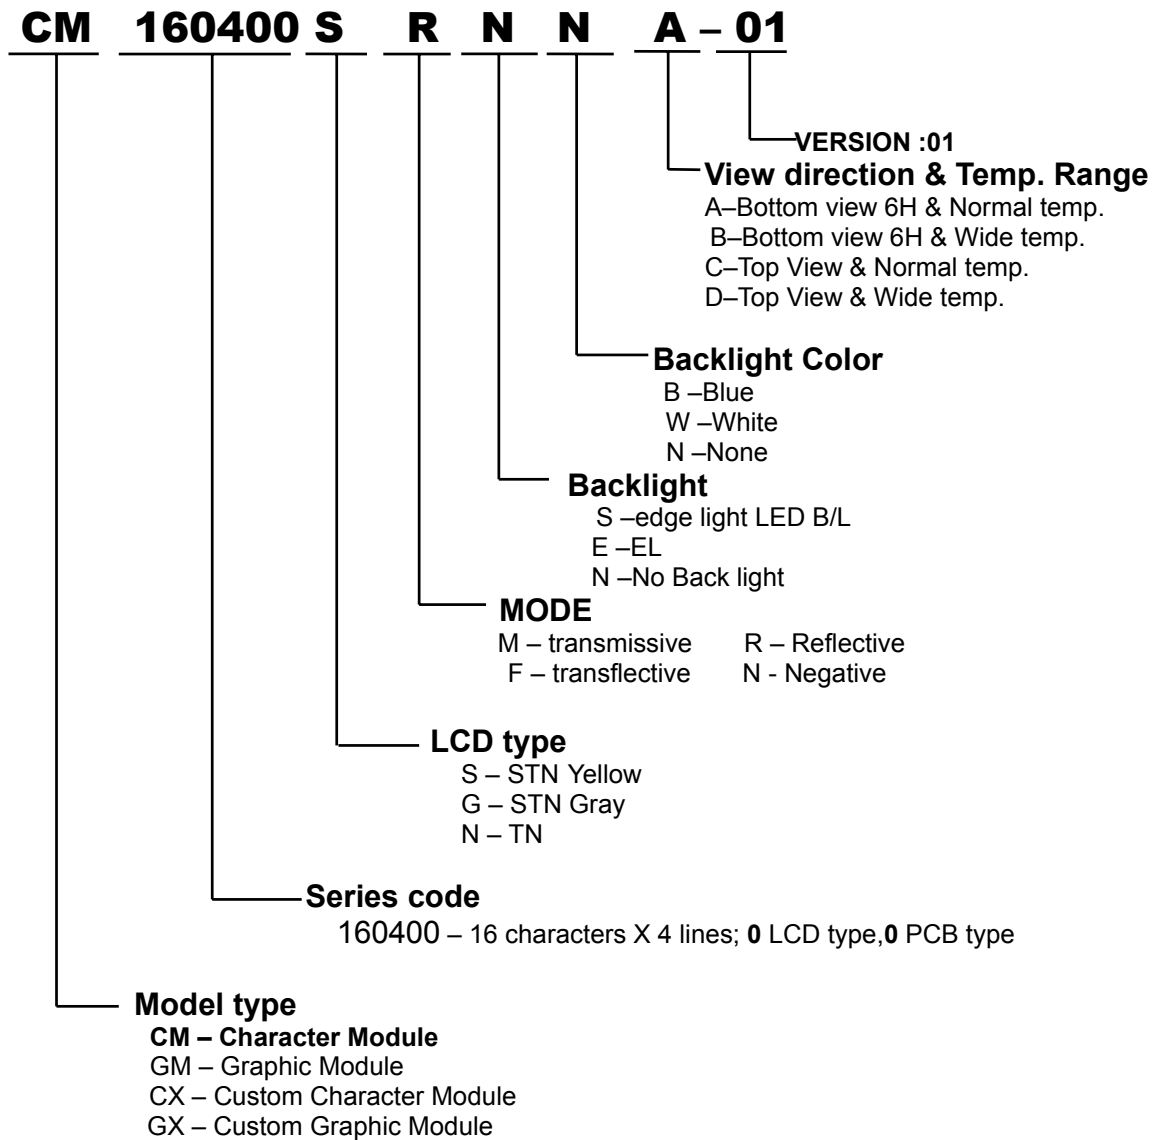 CM 160400 S R N N A – 01
VERSION :01
View direction & Temp. Range
A–Bottom view 6H & Normal temp.
B–Bottom view 6H & Wide temp.
C–Top View & Normal temp.
D–Top View & Wide temp.
Backlight Color
B –Blue
W –White
N –None
Backlight
S –edge light LED B/L
E –EL
N –No Back light
MODE
M – transmissive R – Reflective
F – transflective N - Negative
LCD type
S – STN Yellow
G – STN Gray
N – TN
Series code
160400 – 16 characters X 4 lines; 0 LCD type,0 PCB type
Model type
CM – Character Module
GM – Graphic Module
CX – Custom Character Module
GX – Custom Graphic Module